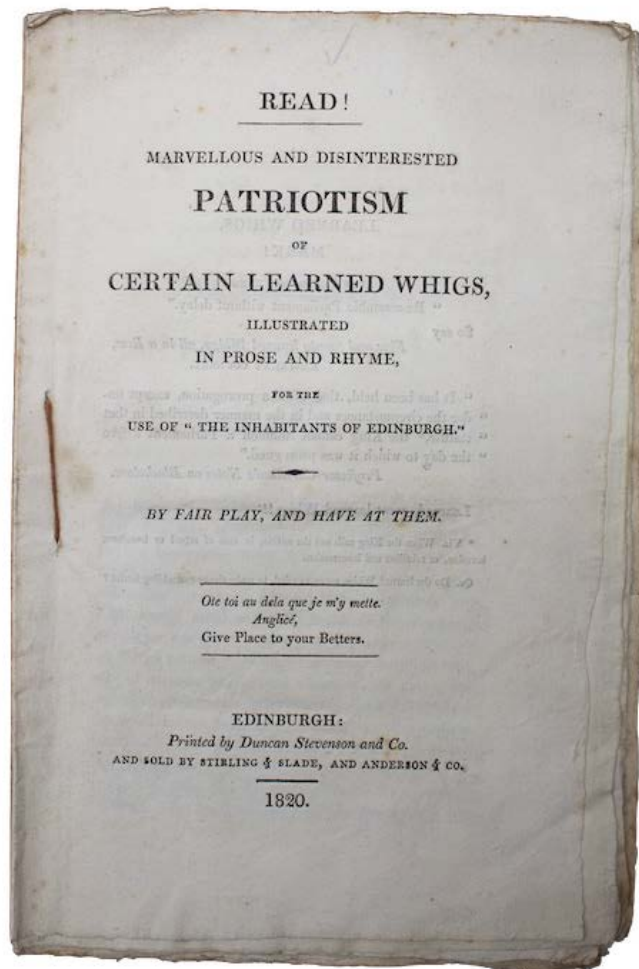 READ!
MARVELLOUS AND DISINTERESTED
PATRIOTISM
OF
CERTAIN LEARNED WHIGS,
ILLUSTRATED
IN PROSE AND RHYME,
FOR THE
USE OF " THE INHABITANTS OF EDINBURGH."
BY FAIR PLAY, AND HAVE AT THEM.
Ote toi au dela que je m'y mette.
Anglicé,
Give Place to your Betters.
EDINBURGH:
Printed by Duncan Stevenson and Co.
AND SOLD BY STIRLING & SLADE, AND ANDERSON & CO.
1820.